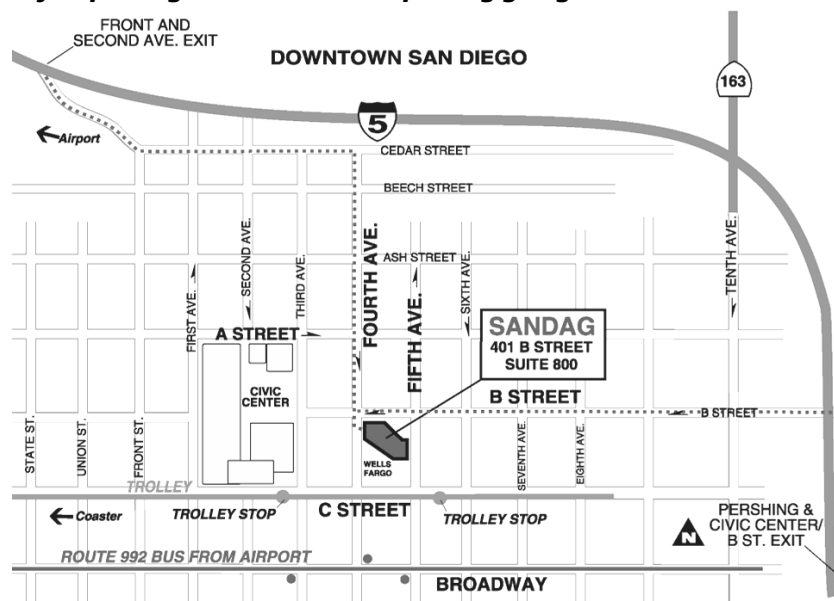 FRONT AND
SECOND AVE. EXIT
DOWNTOWN SAN DIEGO
163
5
Airport
CEDAR STREET
BEECH STREET
ASH STREET
FIRST AVE.
SECOND AVE.
THIRD AVE.
FOURTH AVE.
FIFTH AVE.
SIXTH AVE.
TENTH AVE.
A STREET
SANDAG
401 B STREET
SUITE 800
CIVIC
CENTER
B STREET
B STREET
STATE ST.
UNION ST.
FRONT ST.
SEVENTH AVE.
EIGHTH AVE.
WELLS
FARGO
TROLLEY
Coaster
TROLLEY STOP
C STREET
TROLLEY STOP
PERSHING &
CIVIC CENTER/
B ST. EXIT
N
ROUTE 992 BUS FROM AIRPORT
BROADWAY